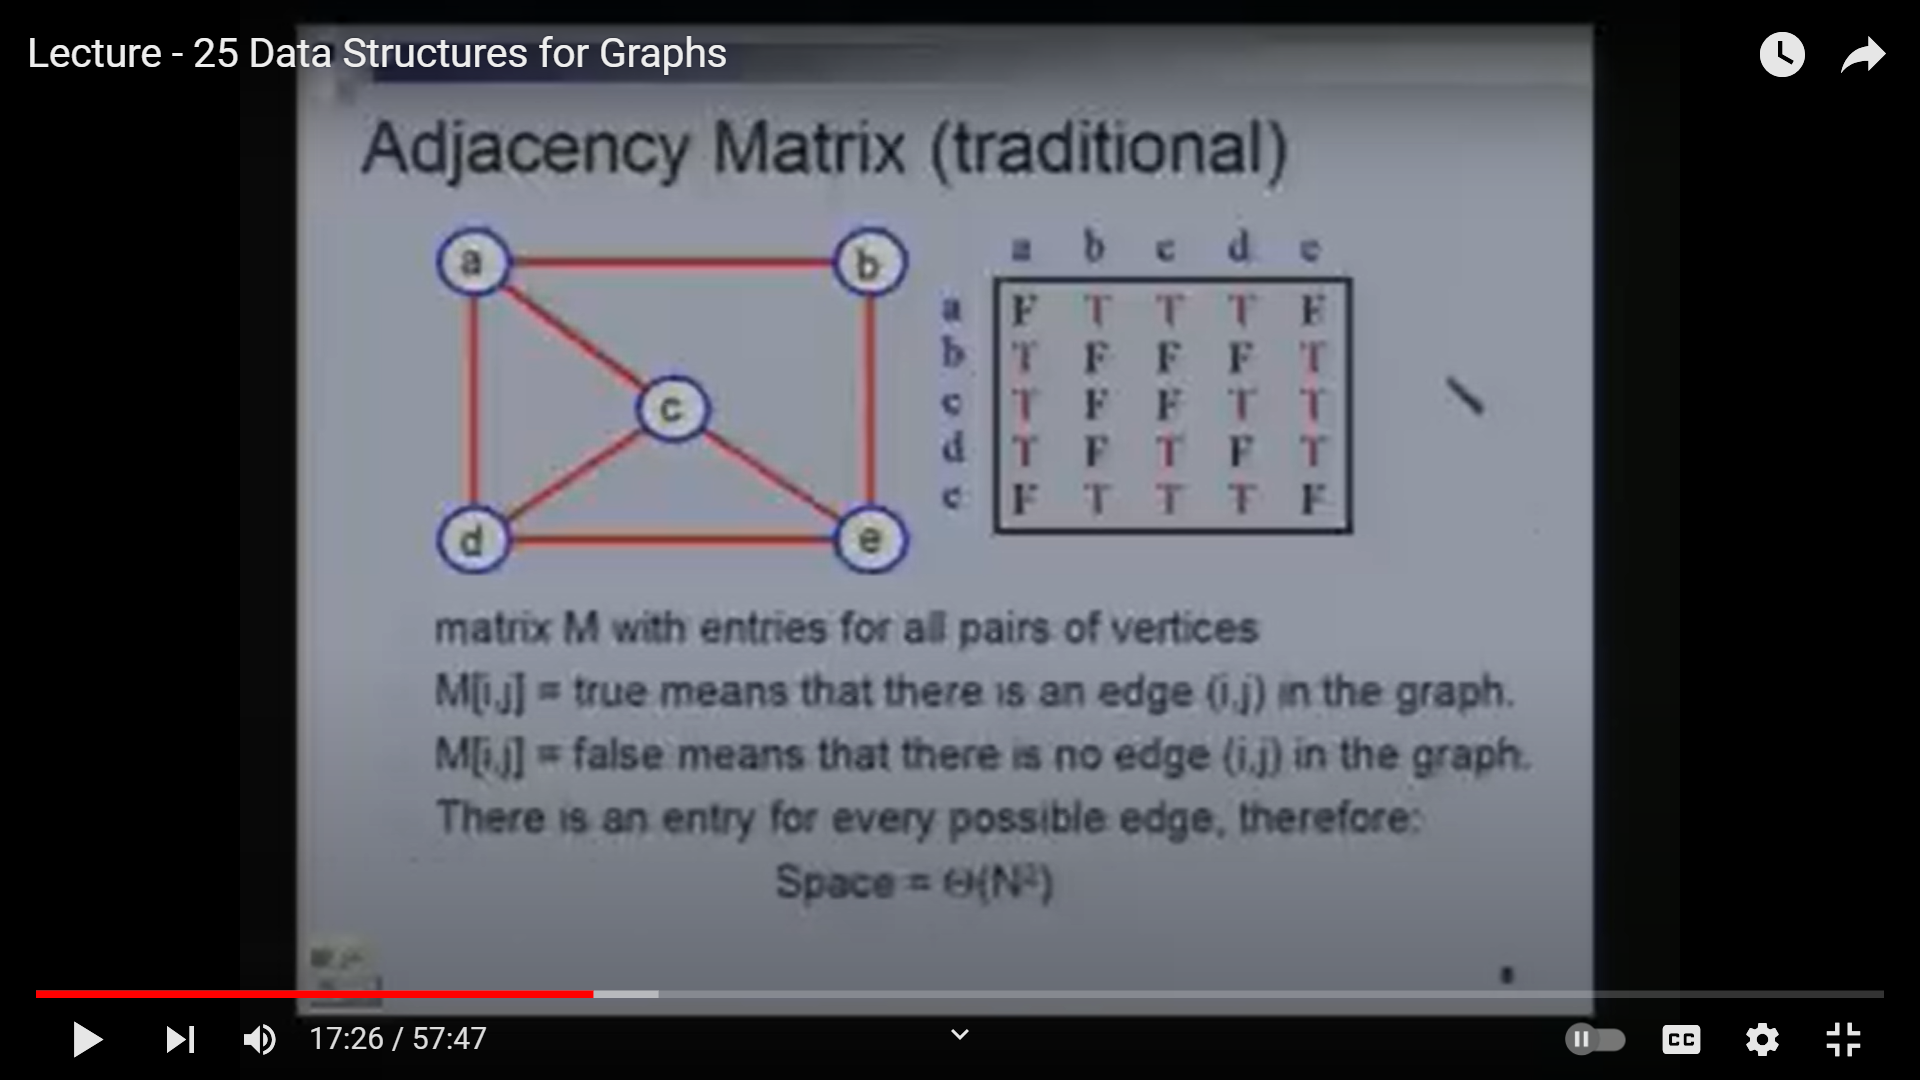 Lecture - 25 Data Structures for Graphs
Adjacency Matrix (traditional)
a b c d e
a b
c
d e
a F T T T F
b T F F F T
c T F F T T
d T F T F T
e F T T T F
matrix M with entries for all pairs of vertices
M[i,j] = true means that there is an edge (i,j) in the graph.
M[i,j] = false means that there is no edge (i,j) in the graph.
There is an entry for every possible edge, therefore:
Space = Θ(N²)
17:26 / 57:47
CC